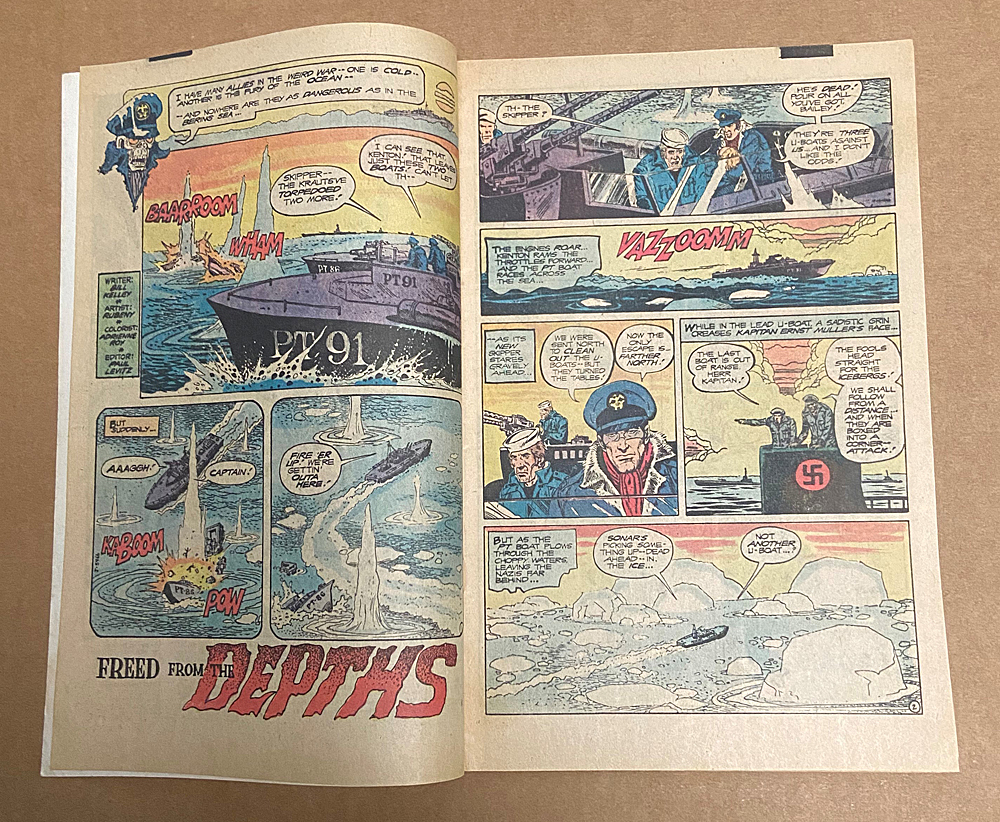 I HAVE MANY ALLIES IN THE WEIRD WAR-- ONE IS COLD--
ANOTHER IS THE FURY OF THE OCEAN--
--AND NOWHERE ARE THEY AS DANGEROUS AS IN THE
BERING SEA...
SKIPPER--
THE KRAUTS'VE
TORPEDOED
TWO MORE!
I CAN SEE THAT,
KENTON! THAT LEAVES
JUST THESE TWO
BOATS! CAN'T LET
TH--
BAARRROOM
WHAM
PT 86
PT 91
PT 91
WRITER:
BILL
KELLEY
*
ARTIST:
RUBENY
*
COLORIST:
ADRIENNE
ROY
*
EDITOR:
PAUL
LEVITZ
BUT
SUDDENLY...
AAAGGH!
CAPTAIN!
KABOOM
PT-86
POW
FIRE 'ER
UP! WE'RE
GETTIN'
OUTA
HERE!
PT-86
FREED FROM THE DEPTHS
TH-THE
SKIPPER!
HE'S DEAD!
POUR ON ALL
YOU'VE GOT,
BAILEY!
THEY'RE THREE
U-BOATS AGAINST
US...AND I DON'T
LIKE THE
ODDS!
THE ENGINES ROAR...
KENTON RAMS THE
THROTTLES FORWARD...
AND THE PT BOAT
RACES ACROSS
THE SEA...
VAZZOOMM
PT 91
--AS ITS
NEW
SKIPPER
STARES
GRAVELY
AHEAD...
WE WERE
SENT NORTH
TO CLEAN
OUT THE U-
BOATS--BUT
THEY TURNED
THE TABLES!
NOW THE
ONLY
ESCAPE IS--
FARTHER
NORTH!
WHILE IN THE LEAD U-BOAT, A SADISTIC GRIN
CREASES KAPITAN ERNST MULLER'S FACE...
THE LAST
BOAT IS OUT
OF RANGE,
HERR
KAPITAN!
THE FOOLS
HEAD
STRAIGHT
FOR THE
ICEBERGS!
WE SHALL
FOLLOW
FROM A
DISTANCE...
AND WHEN
THEY ARE
BOXED
INTO A
CORNER--
ATTACK!
BUT AS THE
PT BOAT PLOWS
THROUGH THE
CHOPPY WATERS,
LEAVING THE
NAZIS FAR
BEHIND...
SONAR'S
PICKING SOME-
THING UP--DEAD
AHEAD--IN
THE ICE...
NOT
ANOTHER
U-BOAT...?
2